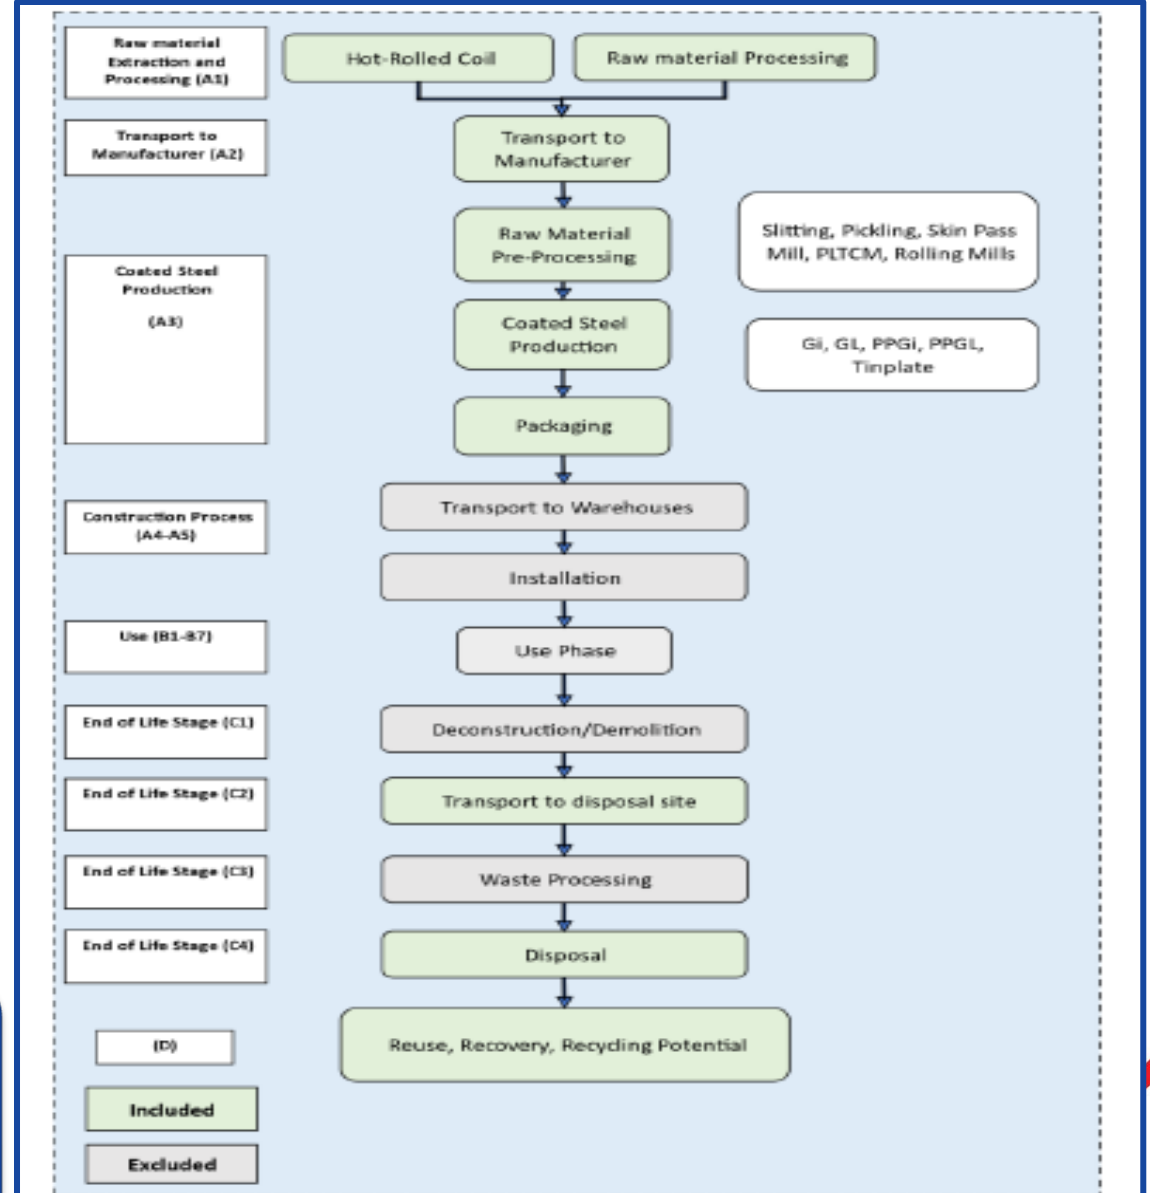 Raw material
Extraction and
Processing (A1)
Hot-Rolled Coil
Raw material Processing
Transport to
Manufacturer (A2)
Transport to
Manufacturer
Raw Material
Pre-Processing
Slitting, Pickling, Skin Pass
Mill, PLTCM, Rolling Mills
Coated Steel
Production
(A3)
Coated Steel
Production
Gi, GL, PPGi, PPGL,
Tinplate
Packaging
Construction Process
(A4-A5)
Transport to Warehouses
Installation
Use (B1-B7)
Use Phase
End of Life Stage (C1)
Deconstruction/Demolition
End of Life Stage (C2)
Transport to disposal site
End of Life Stage (C3)
Waste Processing
End of Life Stage (C4)
Disposal
(D)
Reuse, Recovery, Recycling Potential
Included
Excluded